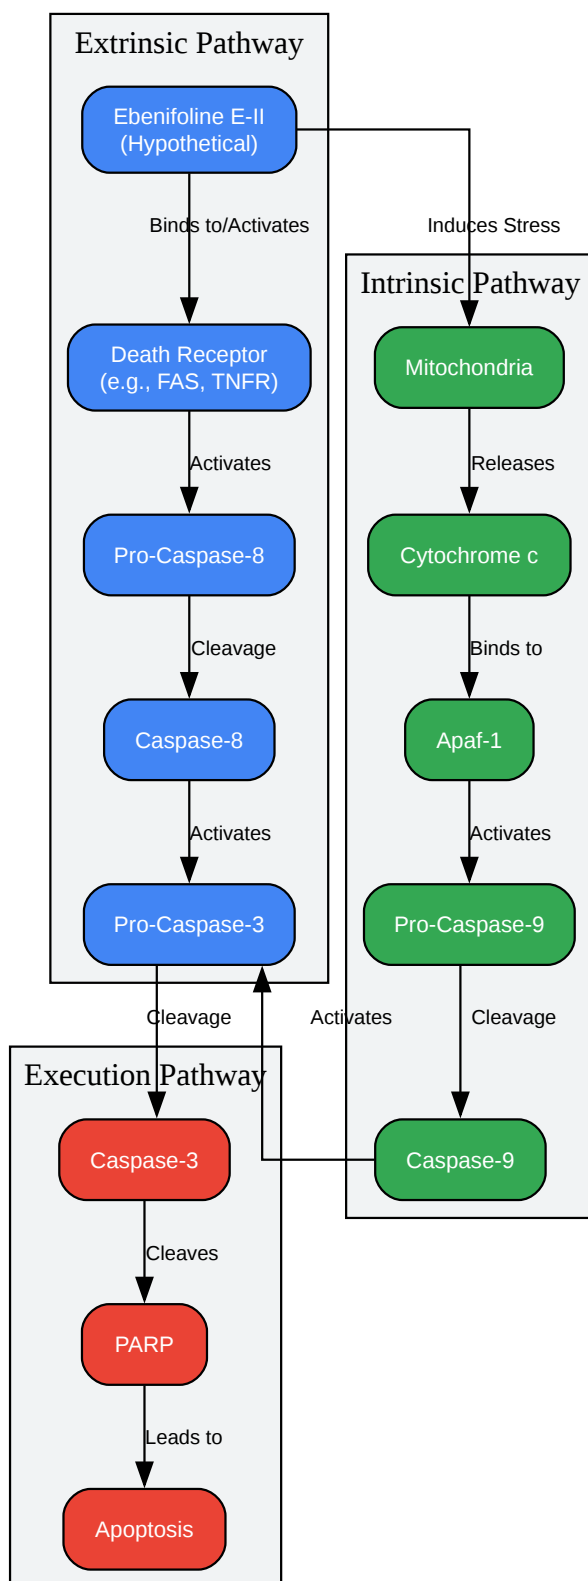 Extrinsic Pathway
Ebenifoline E-II
(Hypothetical)
Binds to/Activates
Induces Stress
Intrinsic Pathway
Death Receptor
(e.g., FAS, TNFR)
Mitochondria
Activates
Releases
Pro-Caspase-8
Cytochrome c
Cleavage
Binds to
Caspase-8
Apaf-1
Activates
Activates
Pro-Caspase-3
Pro-Caspase-9
Cleavage
Activates
Cleavage
Execution Pathway
Caspase-3
Caspase-9
Cleaves
PARP
Leads to
Apoptosis